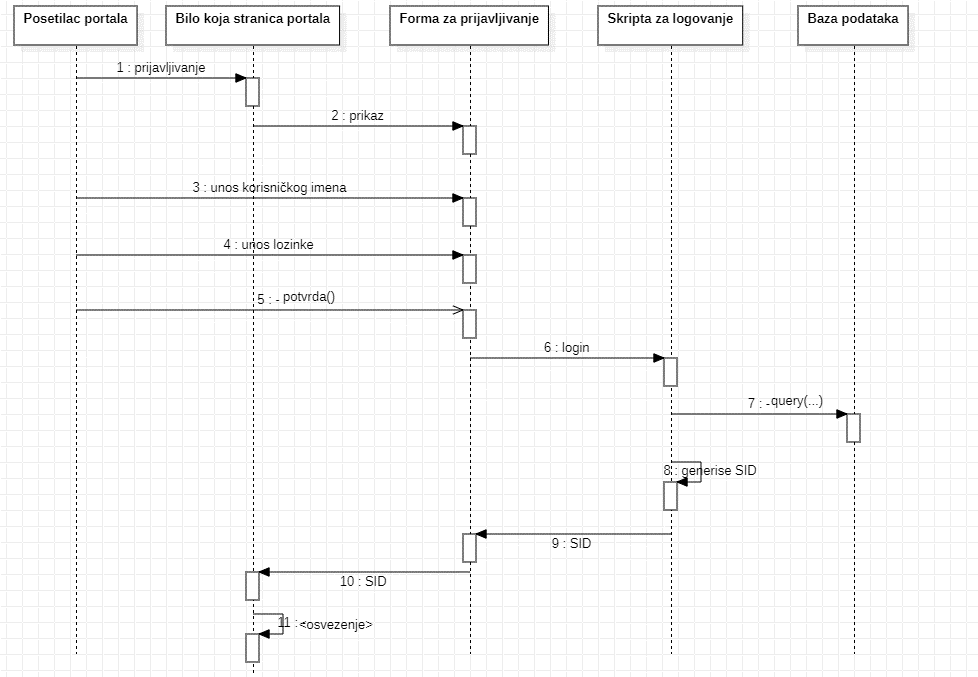 Posetilac portala
Bilo koja stranica portala
Forma za prijavljivanje
Skripta za logovanje
Baza podataka
1 : prijavljivanje
2 : prikaz
3 : unos korisničkog imena
4 : unos lozinke
5 : - potvrda()
6 : login
7 : -query(...)
8 : generise SID
9 : SID
10 : SID
11 : <osvezenje>